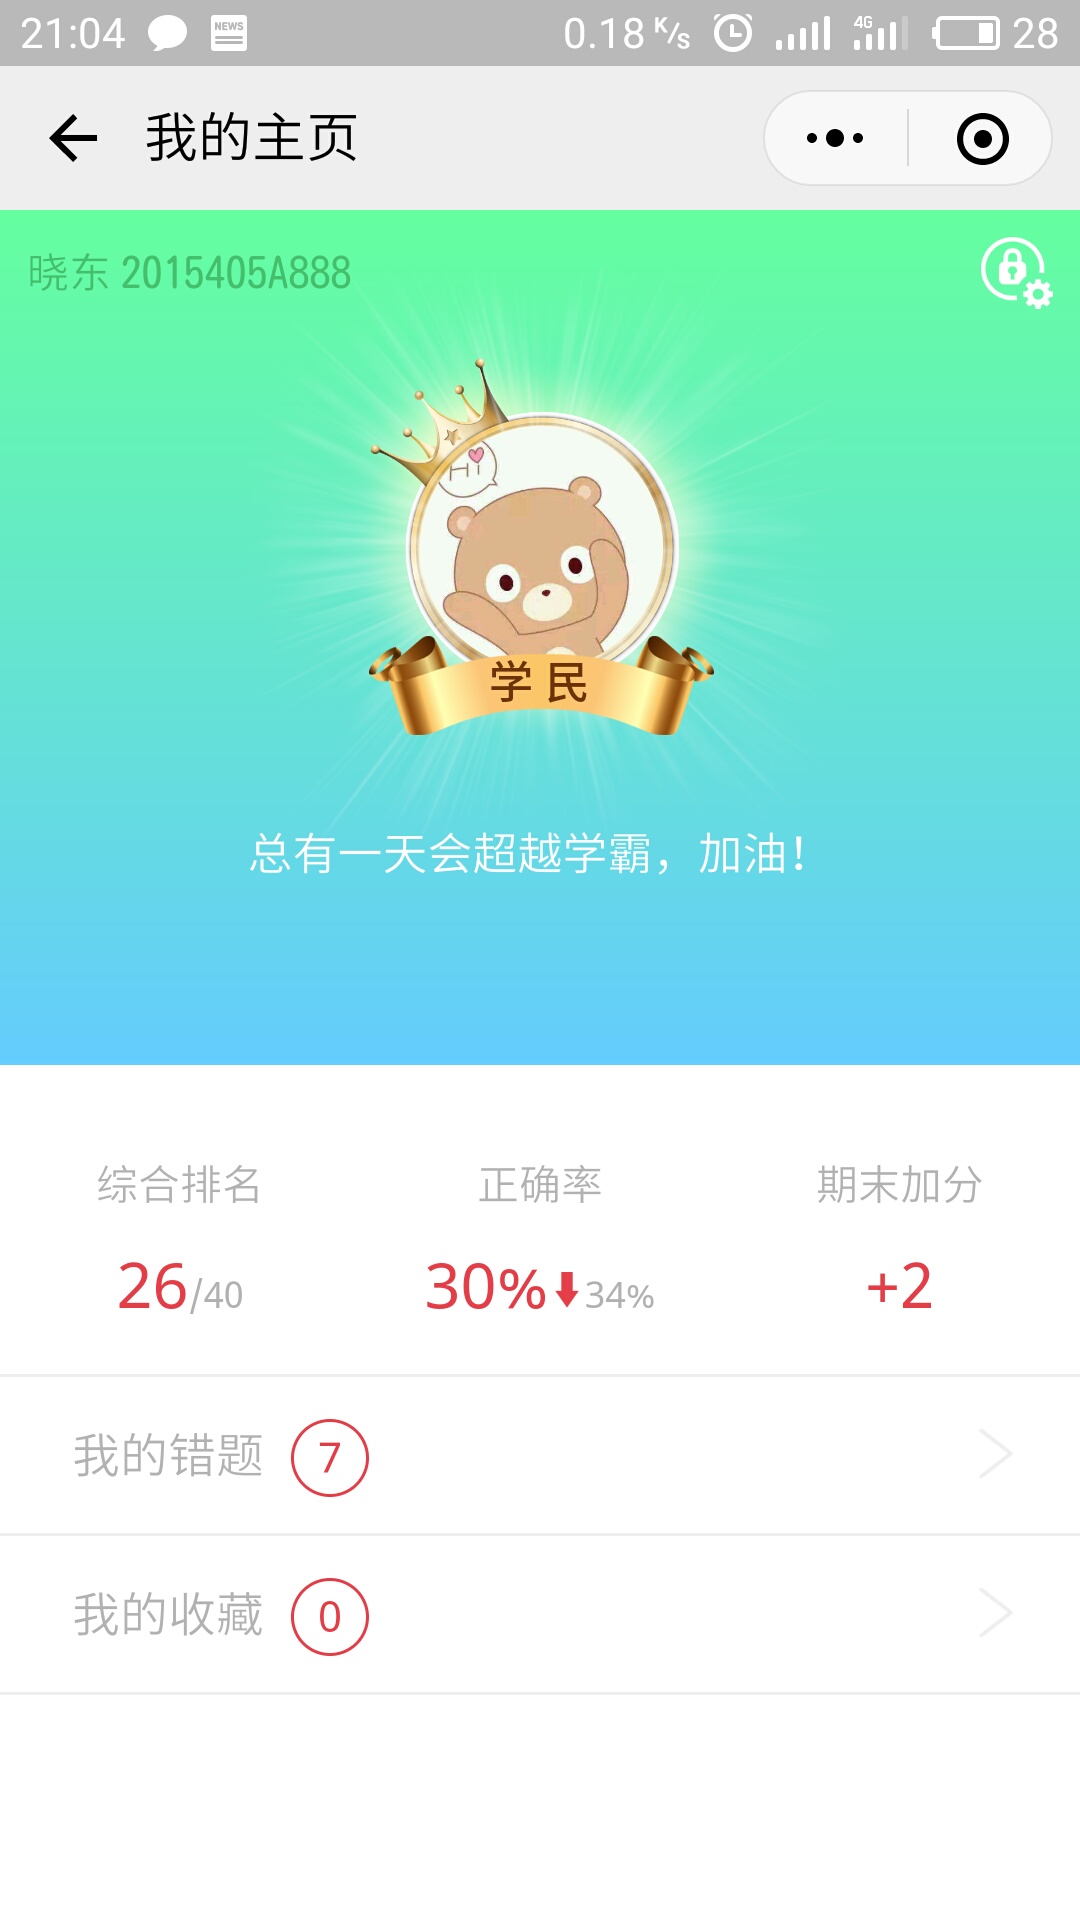 21:04 NEWS 0.18 K/s 4G 28
我的主页
晓东 2015405A888
Hi
学民
总有一天会超越学霸，加油！
综合排名 正确率 期末加分
26/40 30% 34% +2
我的错题 7
我的收藏 0